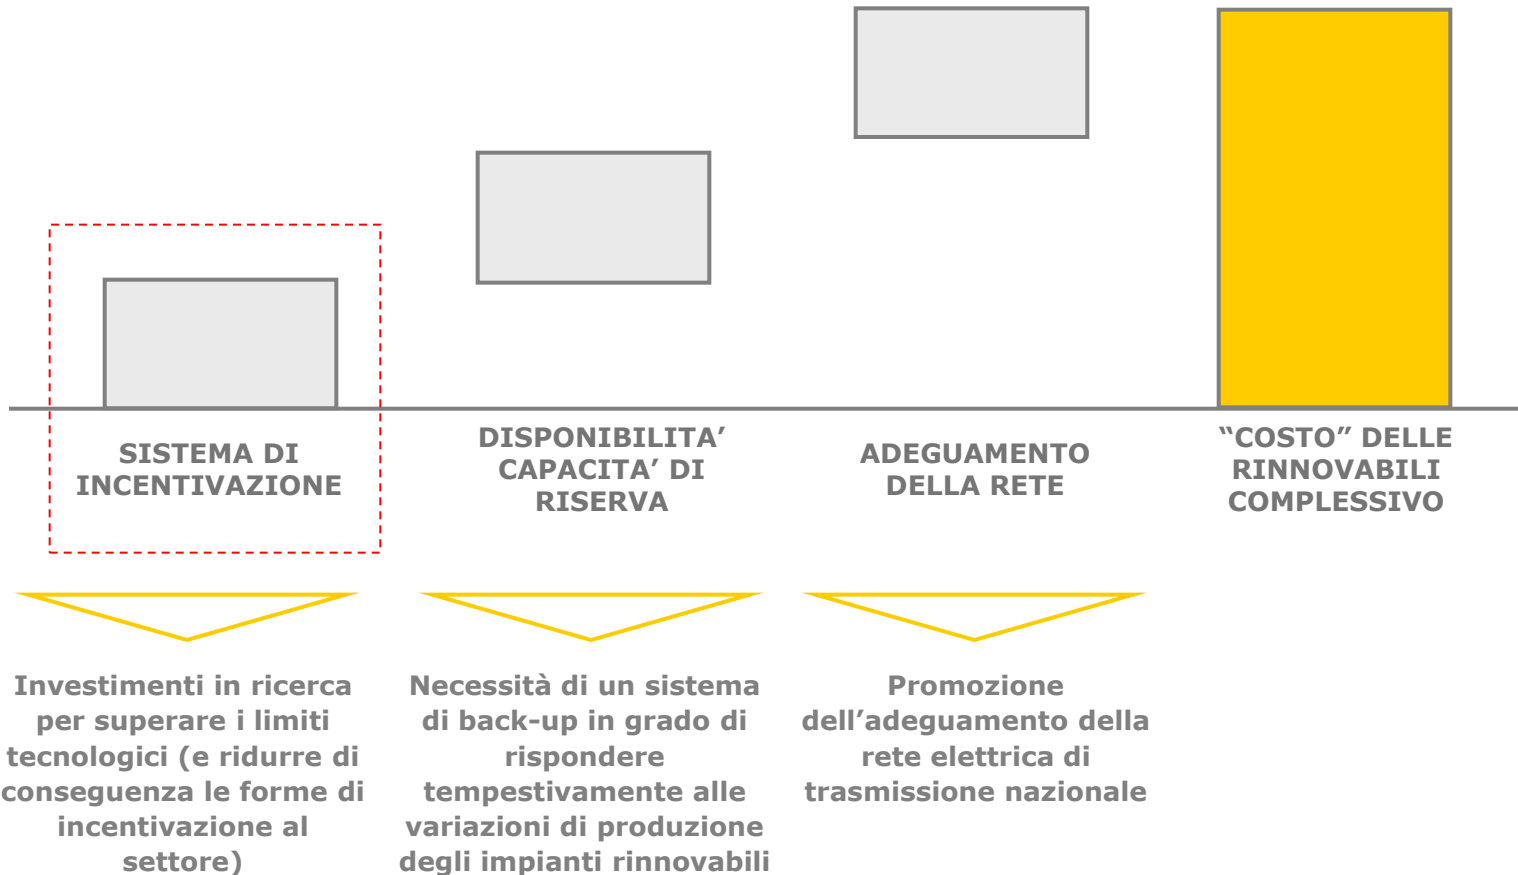 SISTEMA DI
INCENTIVAZIONE
DISPONIBILITA’
CAPACITA’ DI
RISERVA
ADEGUAMENTO
DELLA RETE
“COSTO” DELLE
RINNOVABILI
COMPLESSIVO
Investimenti in ricerca
per superare i limiti
tecnologici (e ridurre di
conseguenza le forme di
incentivazione al
settore)
Necessità di un sistema
di back-up in grado di
rispondere
tempestivamente alle
variazioni di produzione
degli impianti rinnovabili
Promozione
dell’adeguamento della
rete elettrica di
trasmissione nazionale